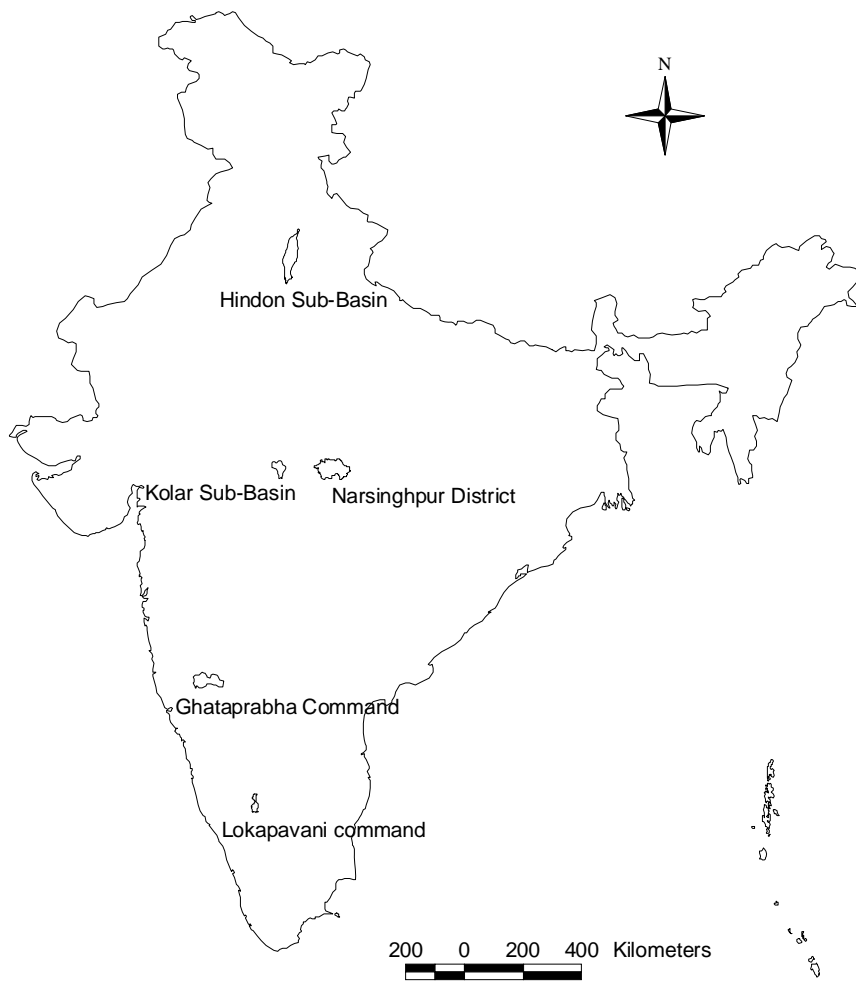 N
Hindon Sub-Basin
Kolar Sub-Basin
Narsinghpur District
Ghataprabha Command
Lokapavani command
200 0 200 400 Kilometers